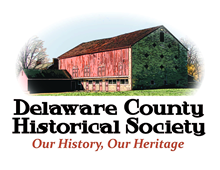 Delaware County
Historical Society
Our History, Our Heritage